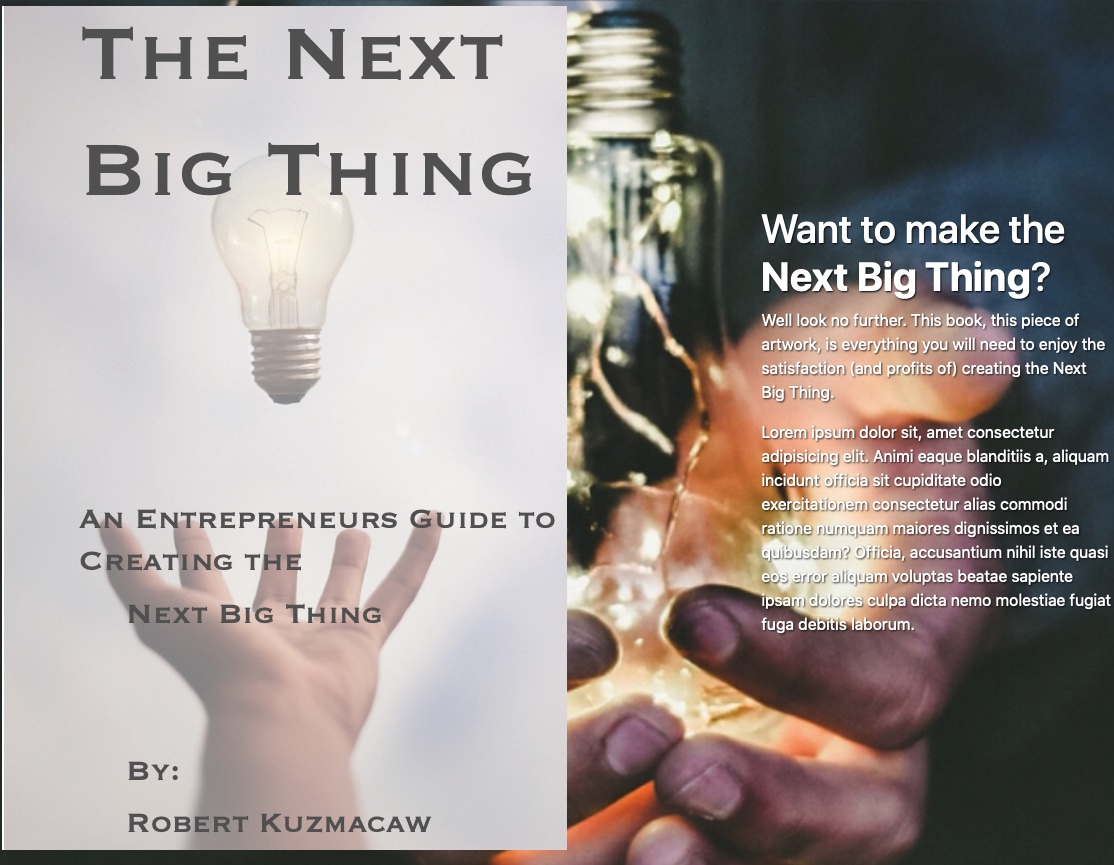 The Next
Big Thing
An Entrepreneurs Guide to
Creating the
Next Big Thing
By:
Robert Kuzmacaw
Want to make the
Next Big Thing?
Well look no further. This book, this piece of
artwork, is everything you will need to enjoy the
satisfaction (and profits of) creating the Next
Big Thing.
Lorem ipsum dolor sit, amet consectetur
adipisicing elit. Animi eaque blanditiis a, aliquam
incidunt officia sit cupiditate odio
exercitationem consectetur alias commodi
ratione numquam maiores dignissimos et ea
quibusdam? Officia, accusantium nihil iste quasi
eos error aliquam voluptas beatae sapiente
ipsam dolores culpa dicta nemo molestiae fugiat
fuga debitis laborum.